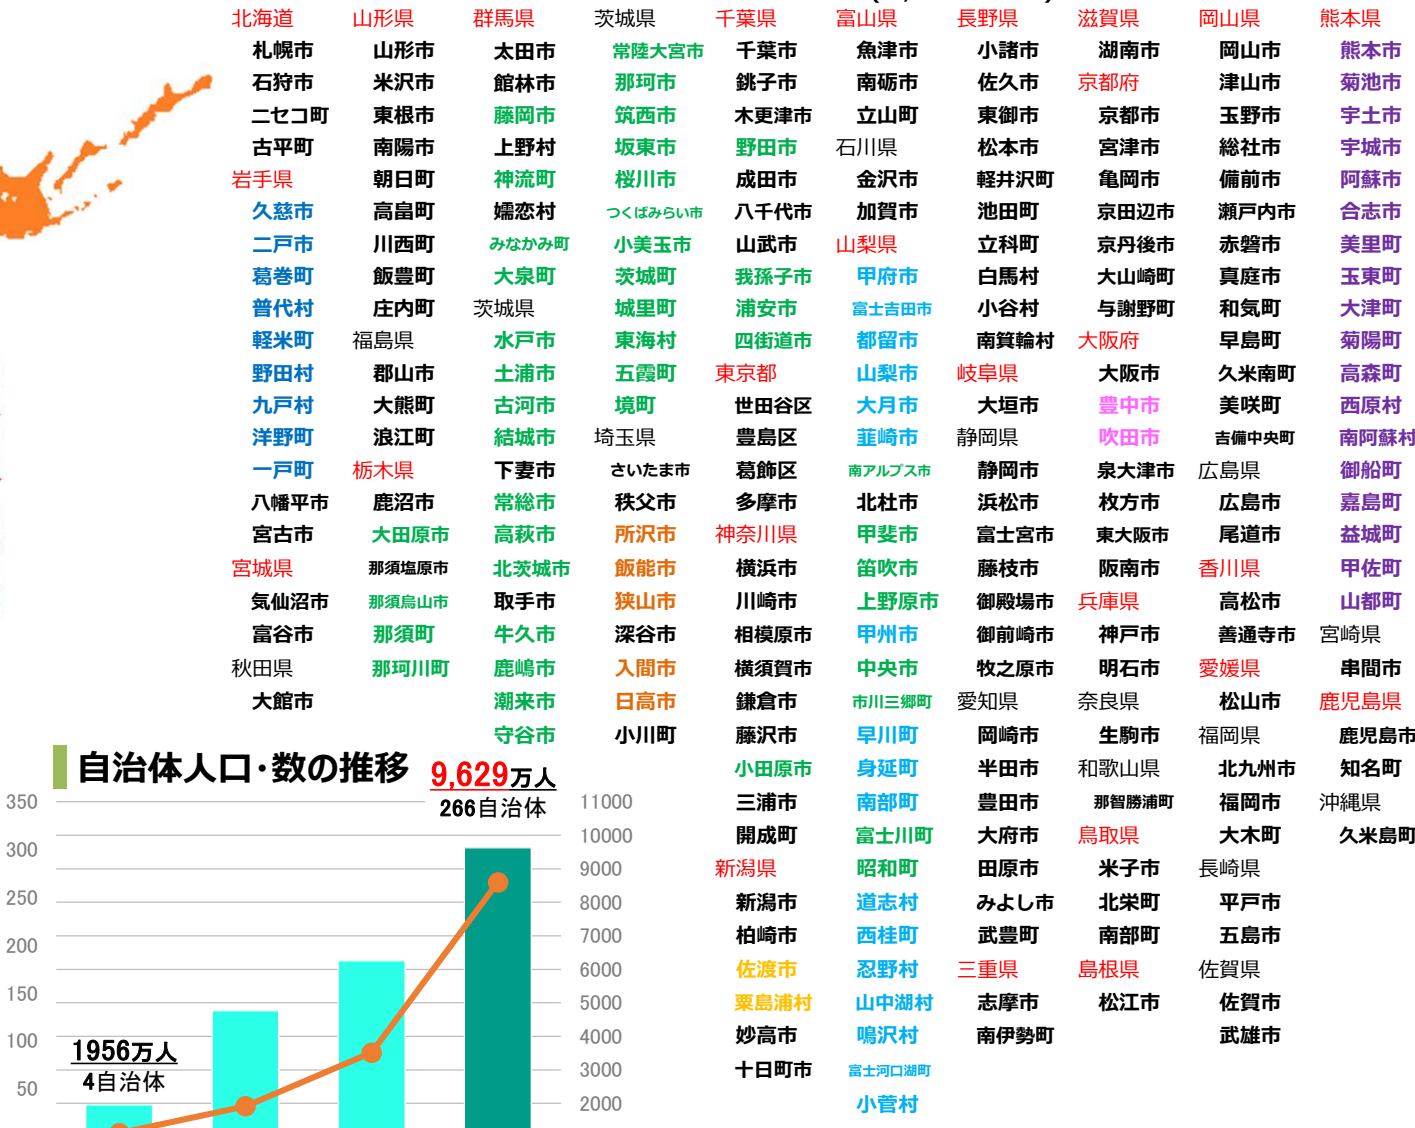 北海道
札幌市
石狩市
ニセコ町
古平町
岩手県
久慈市
二戸市
葛巻町
普代村
軽米町
野田村
九戸村
洋野町
一戸町
八幡平市
宮古市
宮城県
気仙沼市
富谷市
秋田県
大館市
山形県
山形市
米沢市
東根市
南陽市
朝日町
高畠町
川西町
飯豊町
庄内町
福島県
郡山市
大熊町
浪江町
栃木県
鹿沼市
大田原市
那須塩原市
那須烏山市
那須町
那珂川町
群馬県
太田市
館林市
藤岡市
上野村
神流町
嬬恋村
みなかみ町
大泉町
茨城県
水戸市
土浦市
古河市
結城市
下妻市
常総市
高萩市
北茨城市
取手市
牛久市
鹿嶋市
潮来市
守谷市
茨城県
常陸大宮市
那珂市
筑西市
坂東市
桜川市
つくばみらい市
小美玉市
茨城町
城里町
東海村
五霞町
境町
埼玉県
さいたま市
秩父市
所沢市
飯能市
狭山市
深谷市
入間市
日高市
小川町
千葉県
千葉市
銚子市
木更津市
野田市
成田市
八千代市
山武市
我孫子市
浦安市
四街道市
東京都
世田谷区
豊島区
葛飾区
多摩市
神奈川県
横浜市
川崎市
相模原市
横須賀市
鎌倉市
藤沢市
小田原市
三浦市
開成町
新潟県
新潟市
柏崎市
佐渡市
粟島浦村
妙高市
十日町市
富山県
魚津市
南砺市
立山町
石川県
金沢市
加賀市
山梨県
甲府市
富士吉田市
都留市
山梨市
大月市
韮崎市
南アルプス市
北杜市
甲斐市
笛吹市
上野原市
甲州市
中央市
市川三郷町
早川町
身延町
南部町
富士川町
昭和町
道志村
西桂町
忍野村
山中湖村
鳴沢村
富士河口湖町
小菅村
長野県
小諸市
佐久市
東御市
松本市
軽井沢町
池田町
立科町
白馬村
小谷村
南箕輪村
岐阜県
大垣市
静岡県
静岡市
浜松市
富士宮市
藤枝市
御殿場市
御前崎市
牧之原市
愛知県
岡崎市
半田市
豊田市
大府市
田原市
みよし市
武豊町
三重県
志摩市
南伊勢町
滋賀県
湖南市
京都府
京都市
宮津市
亀岡市
京田辺市
京丹後市
大山崎町
与謝野町
大阪府
大阪市
豊中市
吹田市
泉大津市
枚方市
東大阪市
阪南市
兵庫県
神戸市
明石市
奈良県
生駒市
和歌山県
那智勝浦町
鳥取県
米子市
北栄町
南部町
島根県
松江市
岡山県
岡山市
津山市
玉野市
総社市
備前市
瀬戸内市
赤磐市
真庭市
和気町
早島町
久米南町
美咲町
吉備中央町
広島県
広島市
尾道市
香川県
高松市
善通寺市
愛媛県
松山市
福岡県
北九州市
福岡市
大木町
長崎県
平戸市
五島市
佐賀県
佐賀市
武雄市
熊本県
熊本市
菊池市
宇土市
宇城市
阿蘇市
合志市
美里町
玉東町
大津町
菊陽町
高森町
西原村
南阿蘇村
御船町
嘉島町
益城町
甲佐町
山都町
宮崎県
串間市
鹿児島県
鹿児島市
知名町
沖縄県
久米島町
自治体人口･数の推移
9,629万人
266自治体
1956万人
4自治体
350
300
250
200
150
100
50
11000
10000
9000
8000
7000
6000
5000
4000
3000
2000